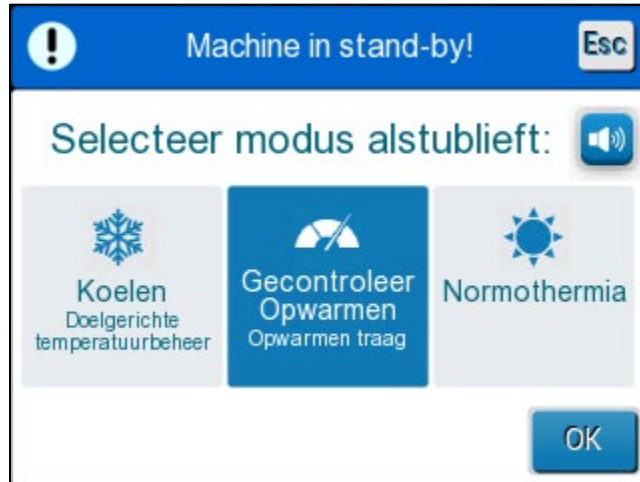 Machine in stand-by!
Esc
Selecteer modus alstublieft:
Koelen
Doelgerichte
temperatuurbeheer
Gecontroleer
Opwarmen
Opwarmen traag
Normothermia
OK